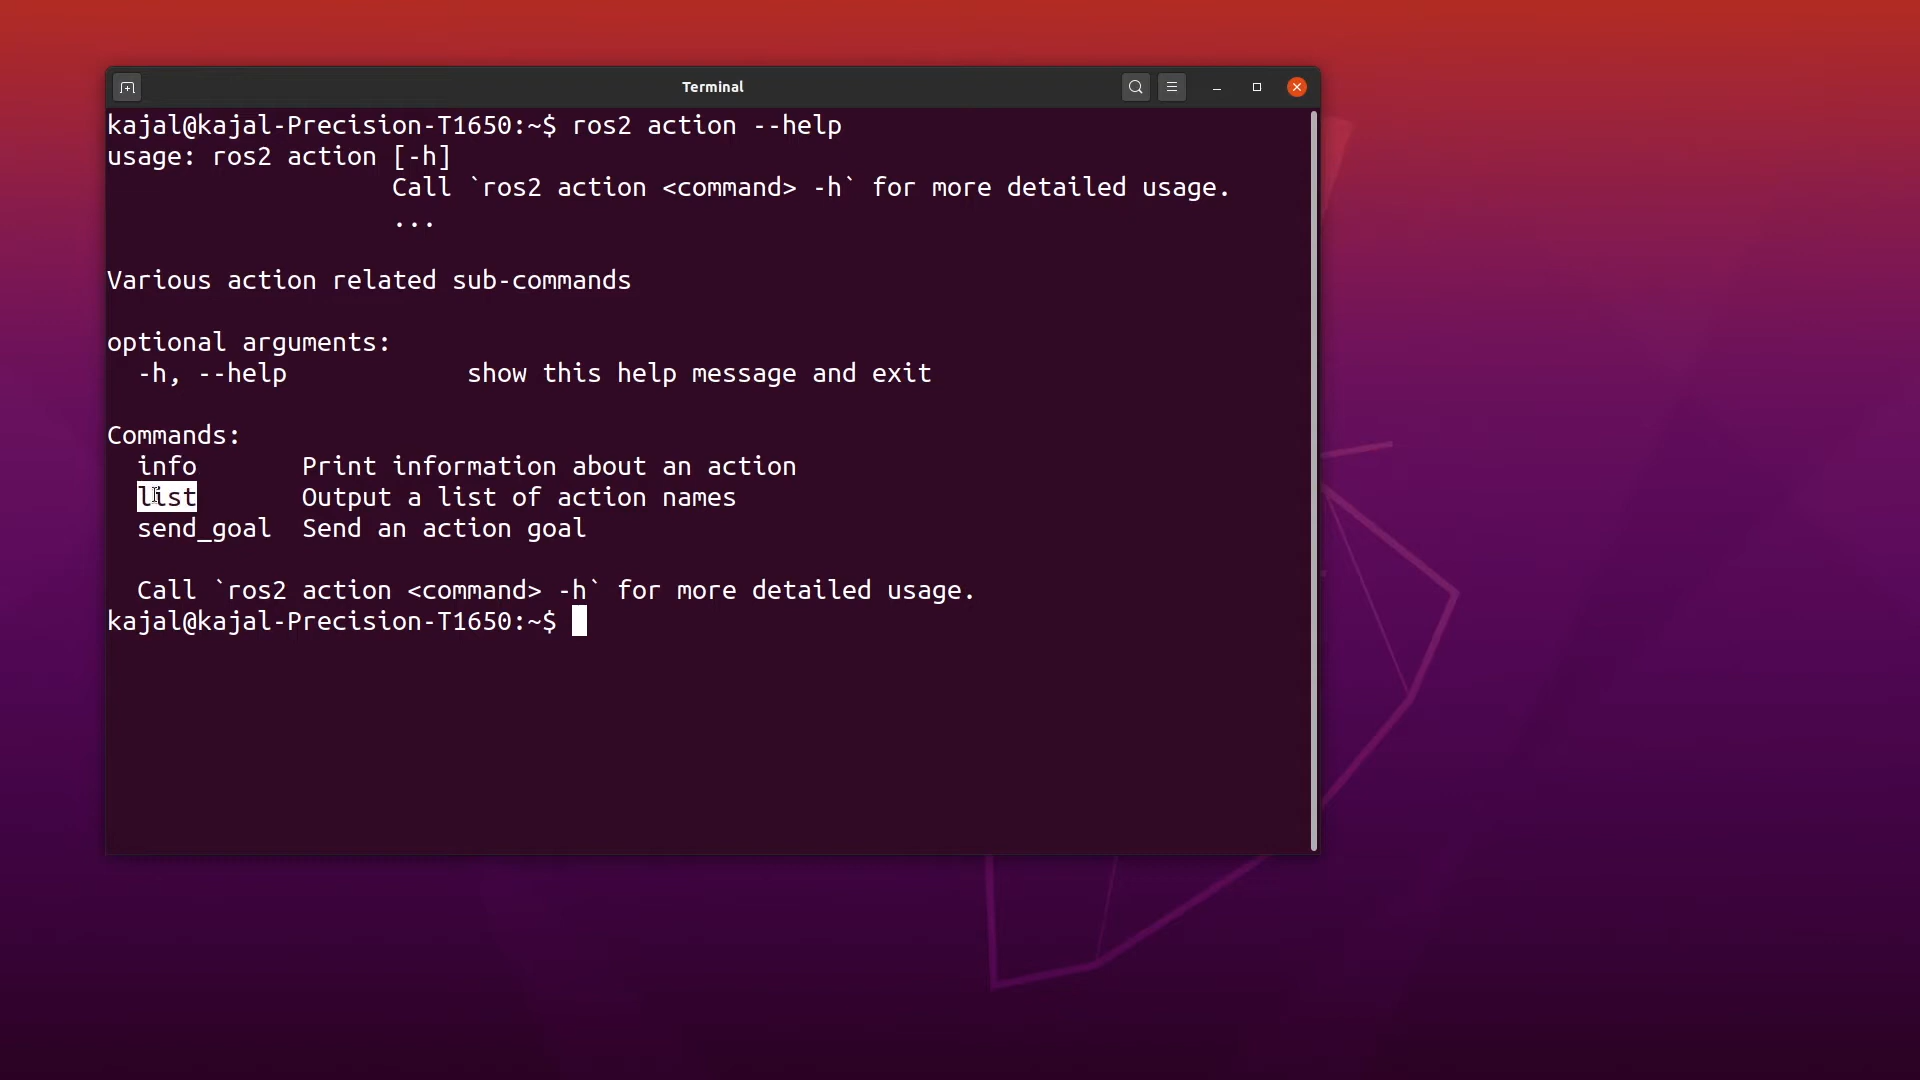 Terminal
kajal@kajal-Precision-T1650:~$ ros2 action --help
usage: ros2 action [-h]
                   Call `ros2 action <command> -h` for more detailed usage.
                   ...

Various action related sub-commands

optional arguments:
  -h, --help            show this help message and exit

Commands:
  info       Print information about an action
  list       Output a list of action names
  send_goal  Send an action goal

  Call `ros2 action <command> -h` for more detailed usage.
kajal@kajal-Precision-T1650:~$